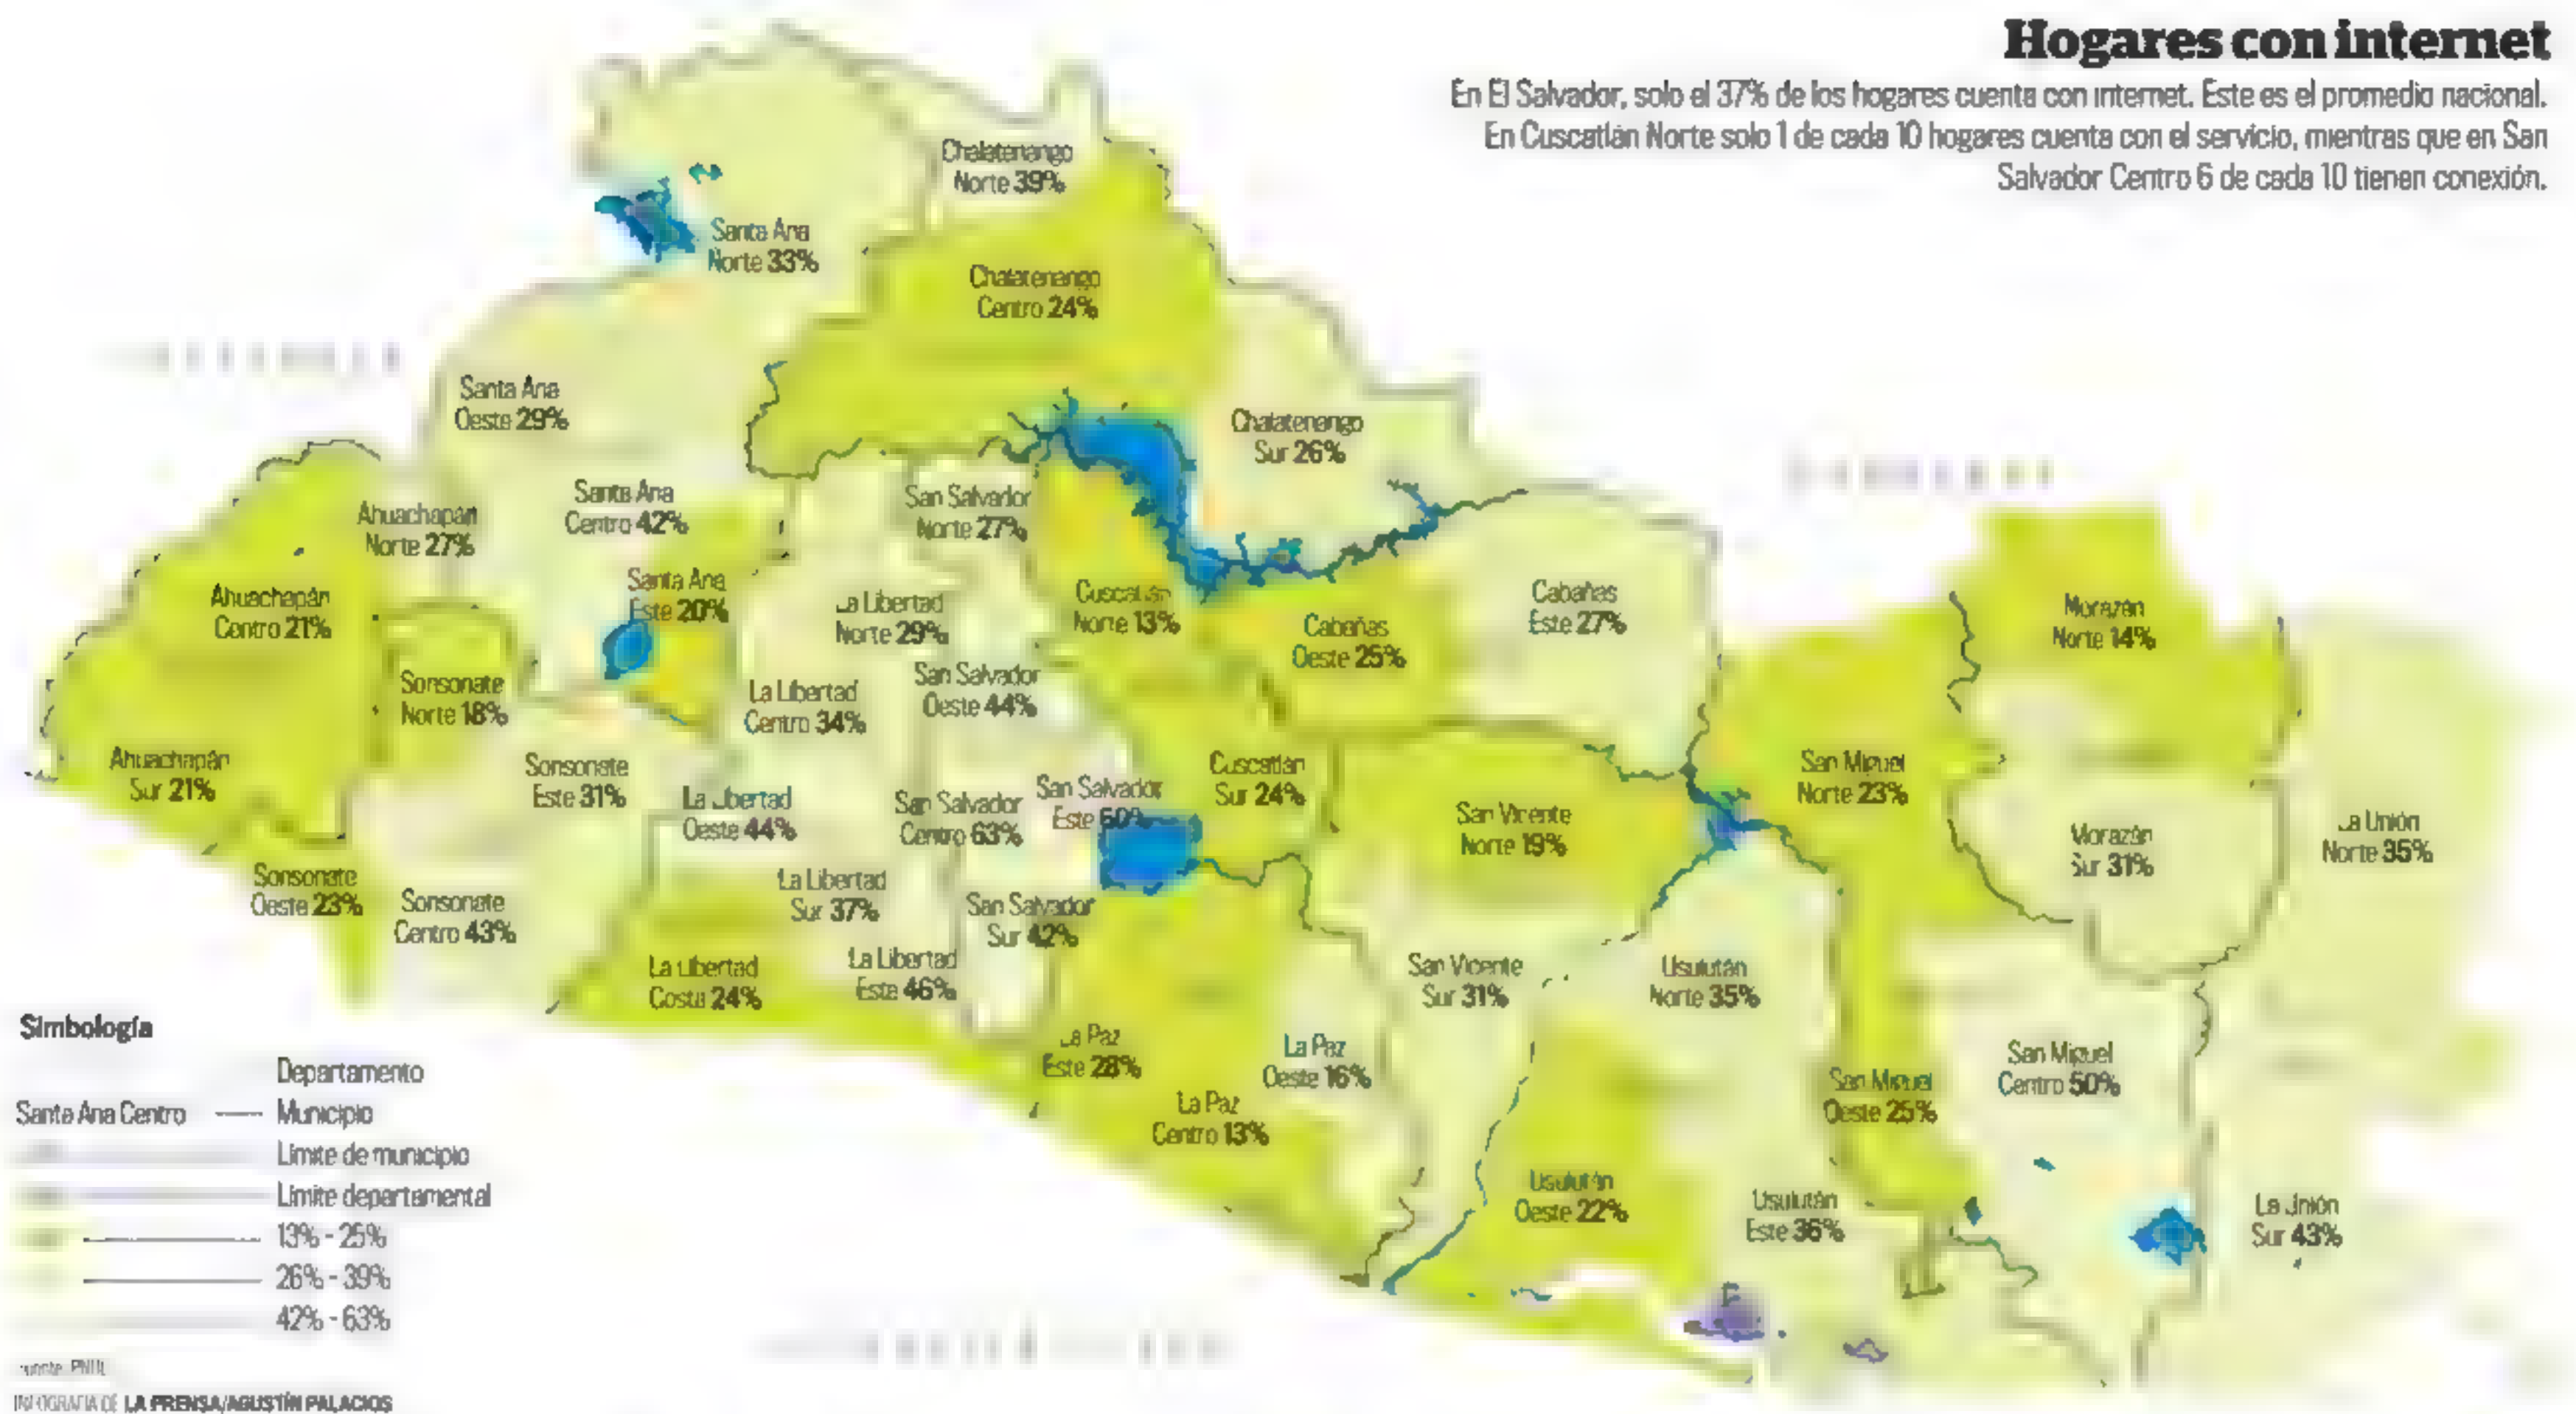 Hogares con internet
En El Salvador, solo el 37% de los hogares cuenta con internet. Este es el promedio nacional.
En Cuscatlán Norte solo 1 de cada 10 hogares cuenta con el servicio, mientras que en San
Salvador Centro 6 de cada 10 tienen conexión.
Chalatenango
Norte 39%
Santa Ana
Norte 33%
Chalatenango
Centro 24%
Santa Ana
Oeste 29%
Chalatenango
Sur 26%
Santa Ana
Centro 42%
San Salvador
Norte 27%
Ahuachapán
Norte 27%
Santa Ana
Este 20%
Ahuachapán
Centro 21%
La Libertad
Norte 29%
Cuscatlán
Norte 13%
Cabañas
Oeste 25%
Cabañas
Este 27%
Morazán
Norte 14%
Sonsonate
Norte 18%
La Libertad
Centro 34%
San Salvador
Oeste 44%
Ahuachapán
Sur 21%
Sonsonate
Este 31%
La Libertad
Oeste 44%
San Salvador
Centro 63%
San Salvador
Este 60%
Cuscatlán
Sur 24%
San Vicente
Norte 19%
San Miguel
Norte 23%
Morazán
Sur 31%
La Unión
Norte 35%
Sonsonate
Oeste 23%
Sonsonate
Centro 43%
La Libertad
Sur 37%
San Salvador
Sur 42%
La Libertad
Costa 24%
La Libertad
Este 46%
San Vicente
Sur 31%
Usulután
Norte 35%
La Paz
Este 28%
La Paz
Oeste 16%
La Paz
Centro 13%
San Miguel
Oeste 25%
San Miguel
Centro 50%
Usulután
Oeste 22%
Usulután
Este 36%
La Unión
Sur 43%
Simbología
Departamento
Santa Ana Centro Municipio
Límite de municipio
Límite departamental
13% - 25%
26% - 39%
42% - 63%
INFOGRAFÍA DE LA PRENSA/AGUSTÍN PALACIOS